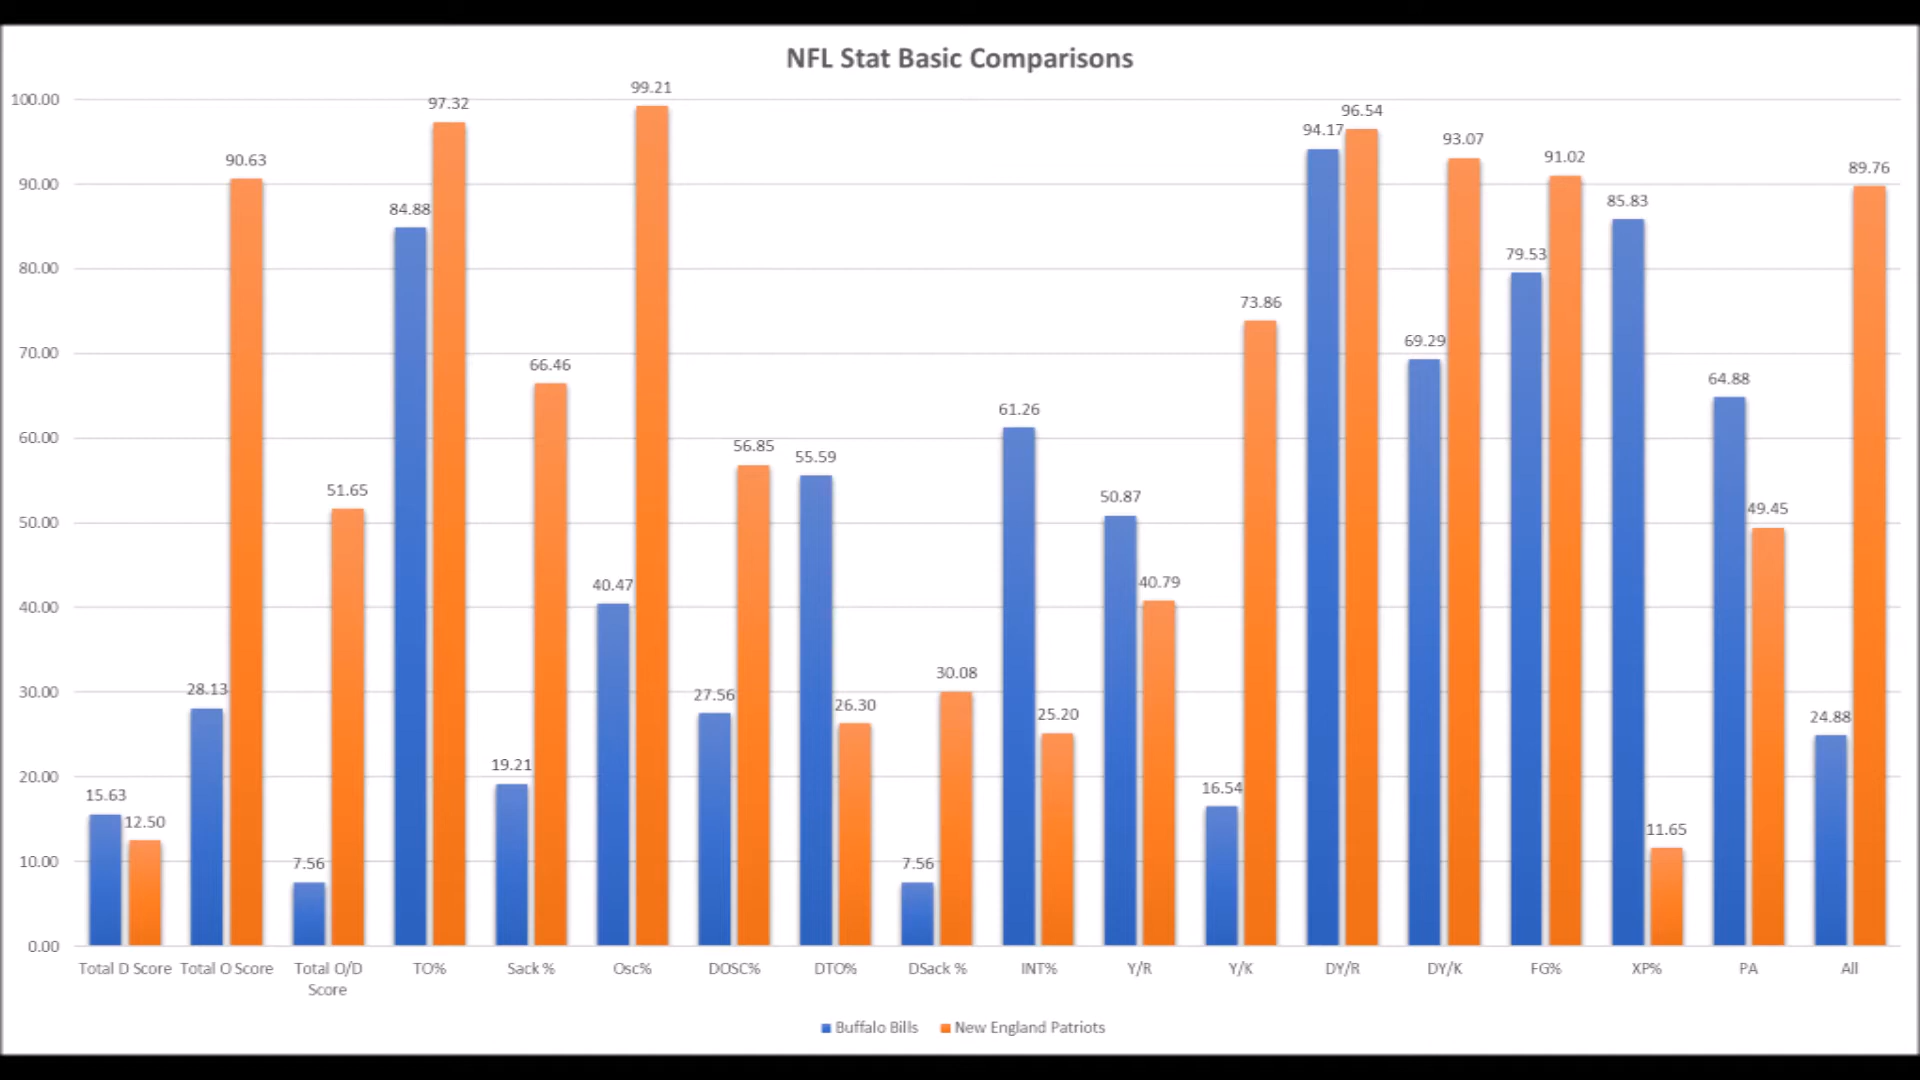 NFL Stat Basic Comparisons
100.00
90.00
80.00
70.00
60.00
50.00
40.00
30.00
20.00
10.00
0.00
15.63
12.50
28.13
90.63
7.56
51.65
84.88
97.32
19.21
66.46
40.47
99.21
27.56
56.85
55.59
26.30
7.56
30.08
61.26
25.20
50.87
40.79
16.54
73.86
94.17
96.54
69.29
93.07
79.53
91.02
85.83
11.65
64.88
49.45
24.88
89.76
Total D Score
Total O Score
Total O/D
Score
TO%
Sack %
Osc%
DOSC%
DTO%
DSack %
INT%
Y/R
Y/K
DY/R
DY/K
FG%
XP%
PA
All
Buffalo Bills
New England Patriots